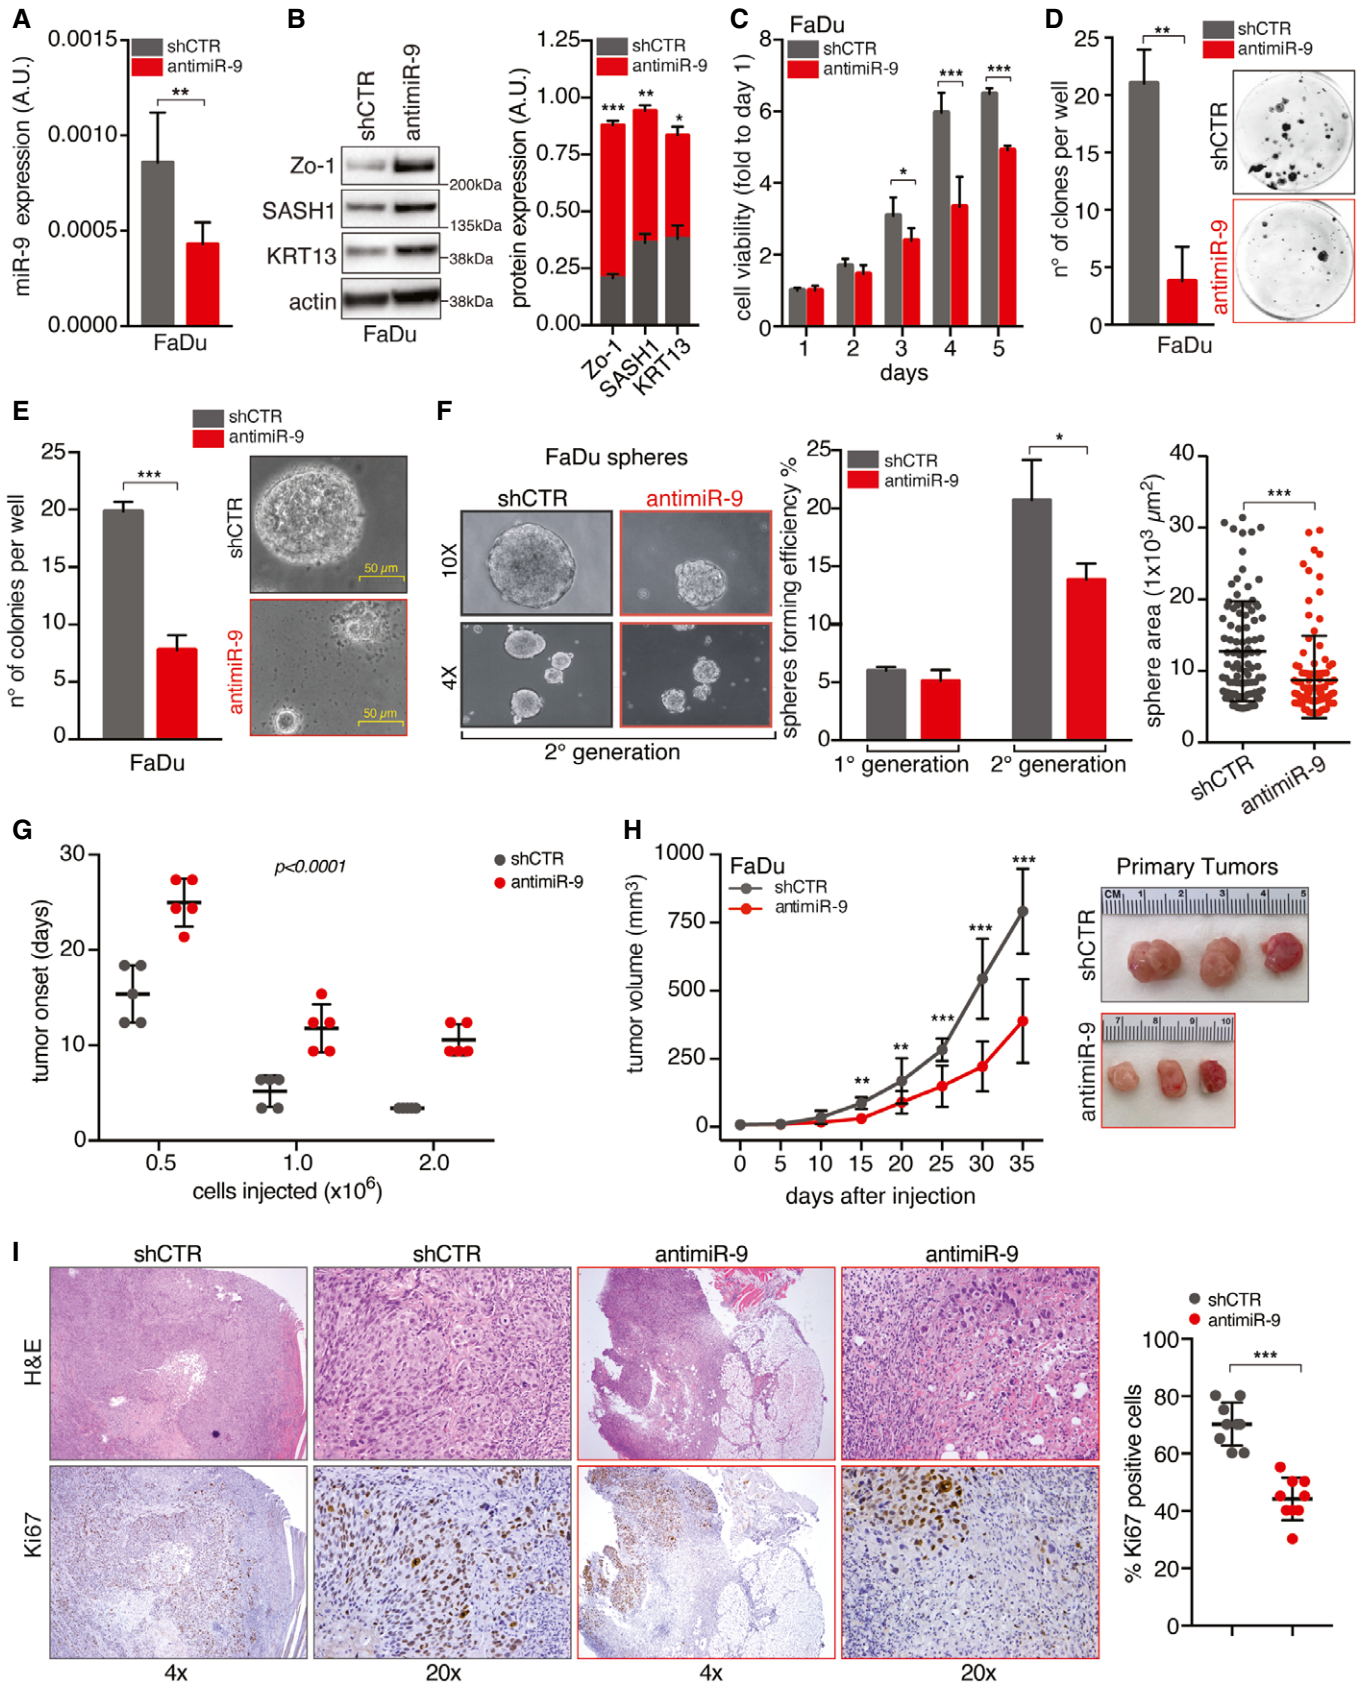 A
miR-9 expression (A.U.)
0.0015
0.0010
0.0005
0.0000
shCTR
antimiR-9
**
FaDu
B
shCTR
antimiR-9
Zo-1
200kDa
SASH1
135kDa
KRT13
38kDa
actin
38kDa
FaDu
protein expression (A.U.)
1.25
1.00
0.75
0.50
0.25
0.00
shCTR
antimiR-9
***
**
*
Zo-1
SASH1
KRT13
C
FaDu
shCTR
antimiR-9
cell viability (fold to day 1)
8
6
4
2
0
*
***
***
1 2 3 4 5
days
D
shCTR
antimiR-9
n° of clones per well
25
20
15
10
5
0
**
FaDu
shCTR
antimiR-9
E
shCTR
antimiR-9
n° of colonies per well
25
20
15
10
5
0
***
FaDu
shCTR
50 µm
antimiR-9
50 µm
F
FaDu spheres
shCTR
antimiR-9
10X
4X
2° generation
spheres forming efficiency %
25
20
15
10
5
0
shCTR
antimiR-9
*
1° generation
2° generation
sphere carea (1x10³ µm²)
40
30
20
10
0
***
shCTR
antimiR-9
G
tumor onset (days)
30
20
10
0
p<0.0001
shCTR
antimiR-9
0.5 1.0 2.0
cells injected (x10⁶)
H
tumor volume (mm³)
1000
750
500
250
0
FaDu
shCTR
antimiR-9
**
**
***
***
***
0 5 10 15 20 25 30 35
days after injection
Primary Tumors
shCTR
CM 1 2 3 4 5
antimiR-9
7 8 9 10
I
shCTR
shCTR
antimiR-9
antimiR-9
H&E
Ki67
4x
20x
4x
20x
shCTR
antimiR-9
% Ki67 positive cells
100
80
60
40
20
0
***